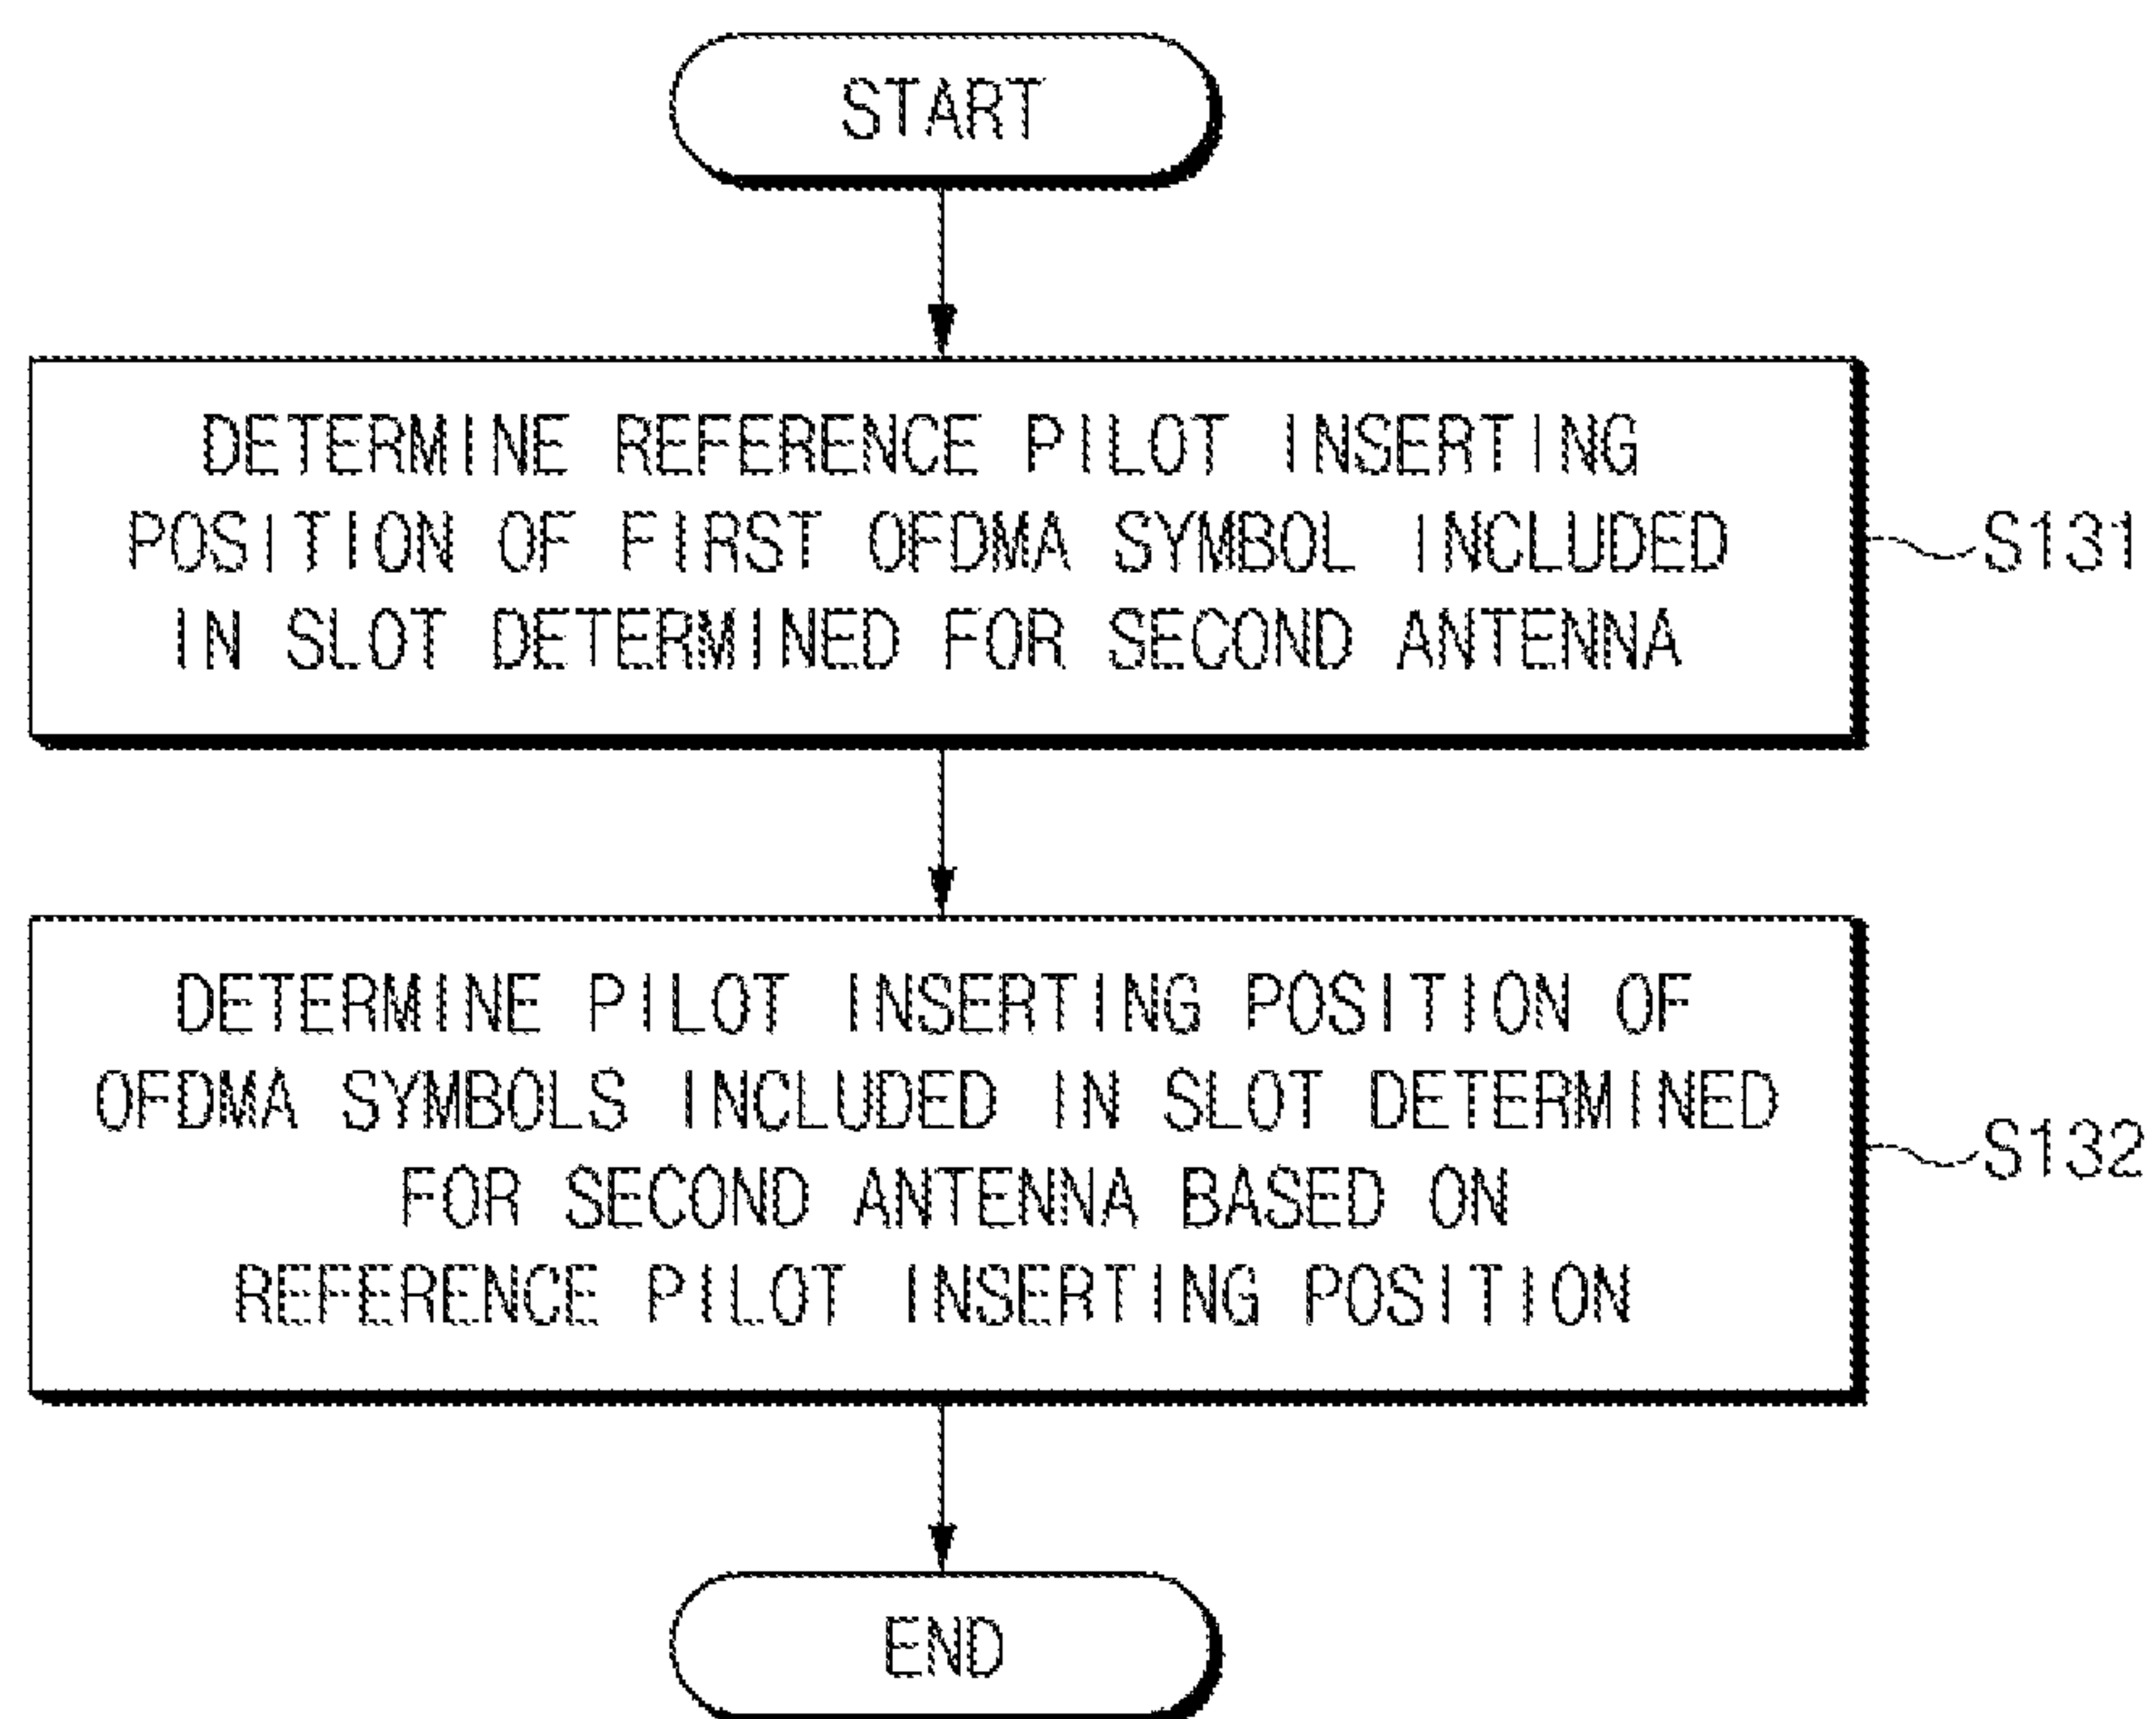 START
DETERMINE REFERENCE PILOT INSERTING
POSITION OF FIRST OFDMA SYMBOL INCLUDED
IN SLOT DETERMINED FOR SECOND ANTENNA
S131
DETERMINE PILOT INSERTING POSITION OF
OFDMA SYMBOLS INCLUDED IN SLOT DETERMINED
FOR SECOND ANTENNA BASED ON
REFERENCE PILOT INSERTING POSITION
S132
END